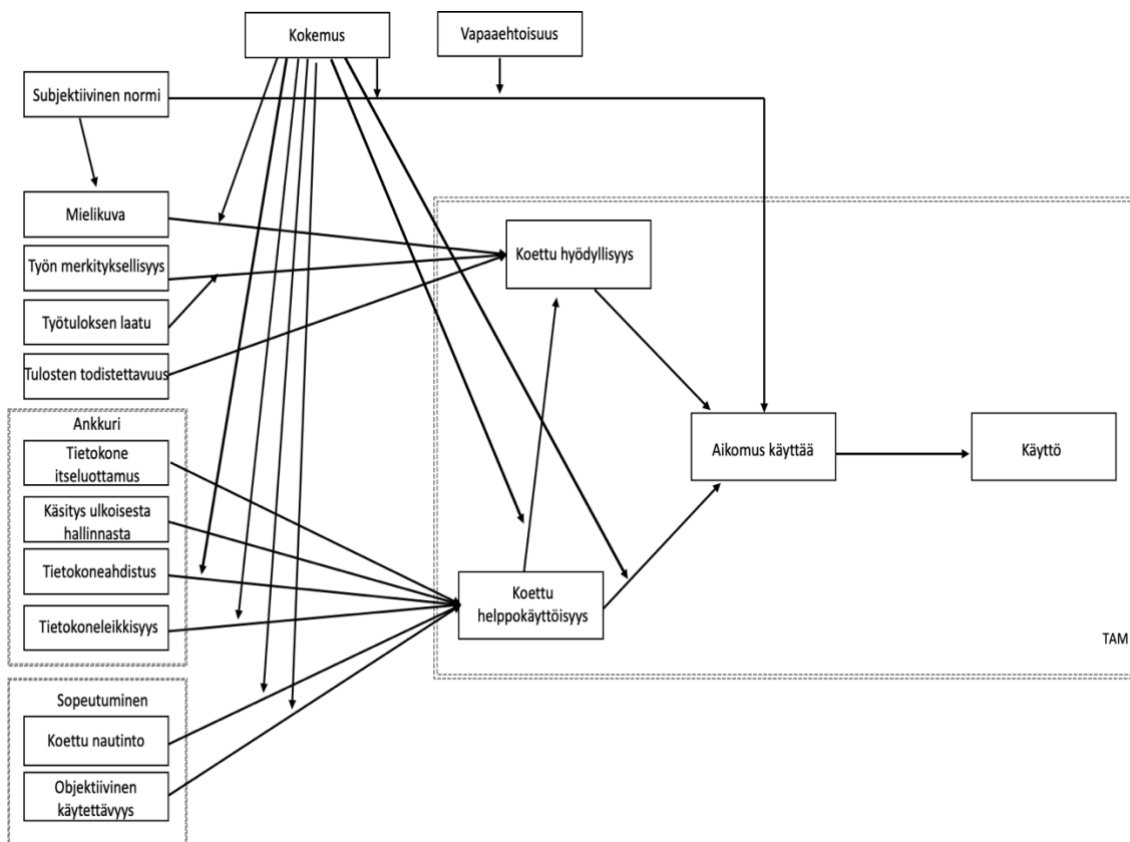 Kokemus
Vapaaehtoisuus
Subjektiivinen normi
Mielikuva
Työn merkityksellisyys
Työtuloksen laatu
Tulosten todistettavuus
Ankkuri
Tietokone
itseluottamus
Käsitys ulkoisesta
hallinnasta
Tietokoneahdistus
Tietokoneleikkisyys
Sopeutuminen
Koettu nautinto
Objektiivinen
käytettävyys
Koettu hyödyllisyys
Koettu
helppokäyttöisyys
Aikomus käyttää
Käyttö
TAM